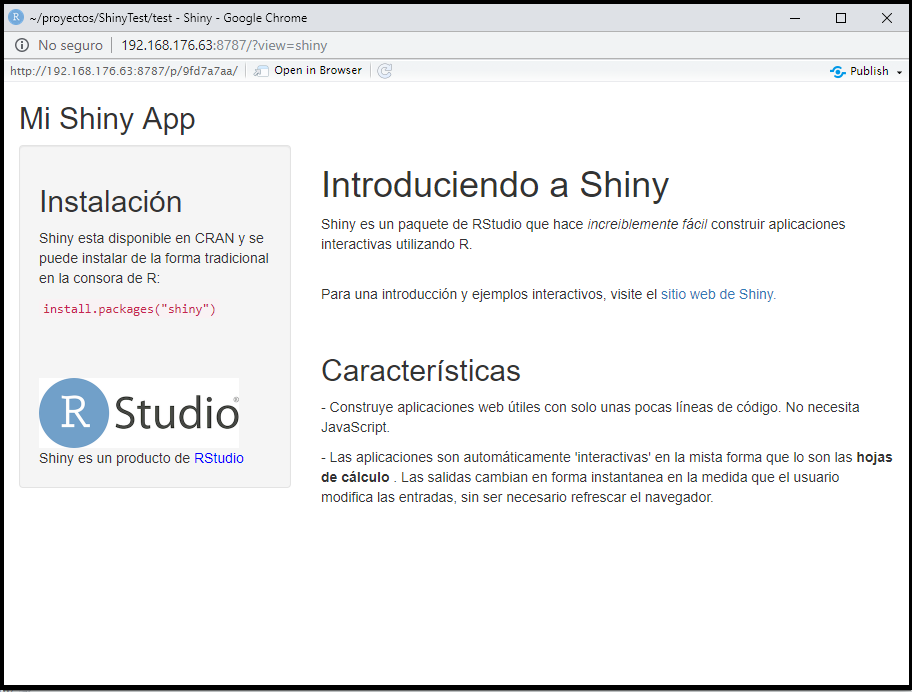 R ~/proyectos/ShinyTest/test - Shiny - Google Chrome
No seguro | 192.168.176.63:8787/?view=shiny
http://192.168.176.63:8787/p/9fd7a7aa/ Open in Browser Publish
Mi Shiny App
Instalación
Shiny esta disponible en CRAN y se
puede instalar de la forma tradicional
en la consora de R:
install.packages("shiny")
R Studio®
Shiny es un producto de RStudio
Introduciendo a Shiny
Shiny es un paquete de RStudio que hace increiblemente fácil construir aplicaciones
interactivas utilizando R.
Para una introducción y ejemplos interactivos, visite el sitio web de Shiny.
Características
- Construye aplicaciones web útiles con solo unas pocas líneas de código. No necesita
JavaScript.
- Las aplicaciones son automáticamente 'interactivas' en la mista forma que lo son las hojas
de cálculo . Las salidas cambian en forma instantanea en la medida que el usuario
modifica las entradas, sin ser necesario refrescar el navegador.